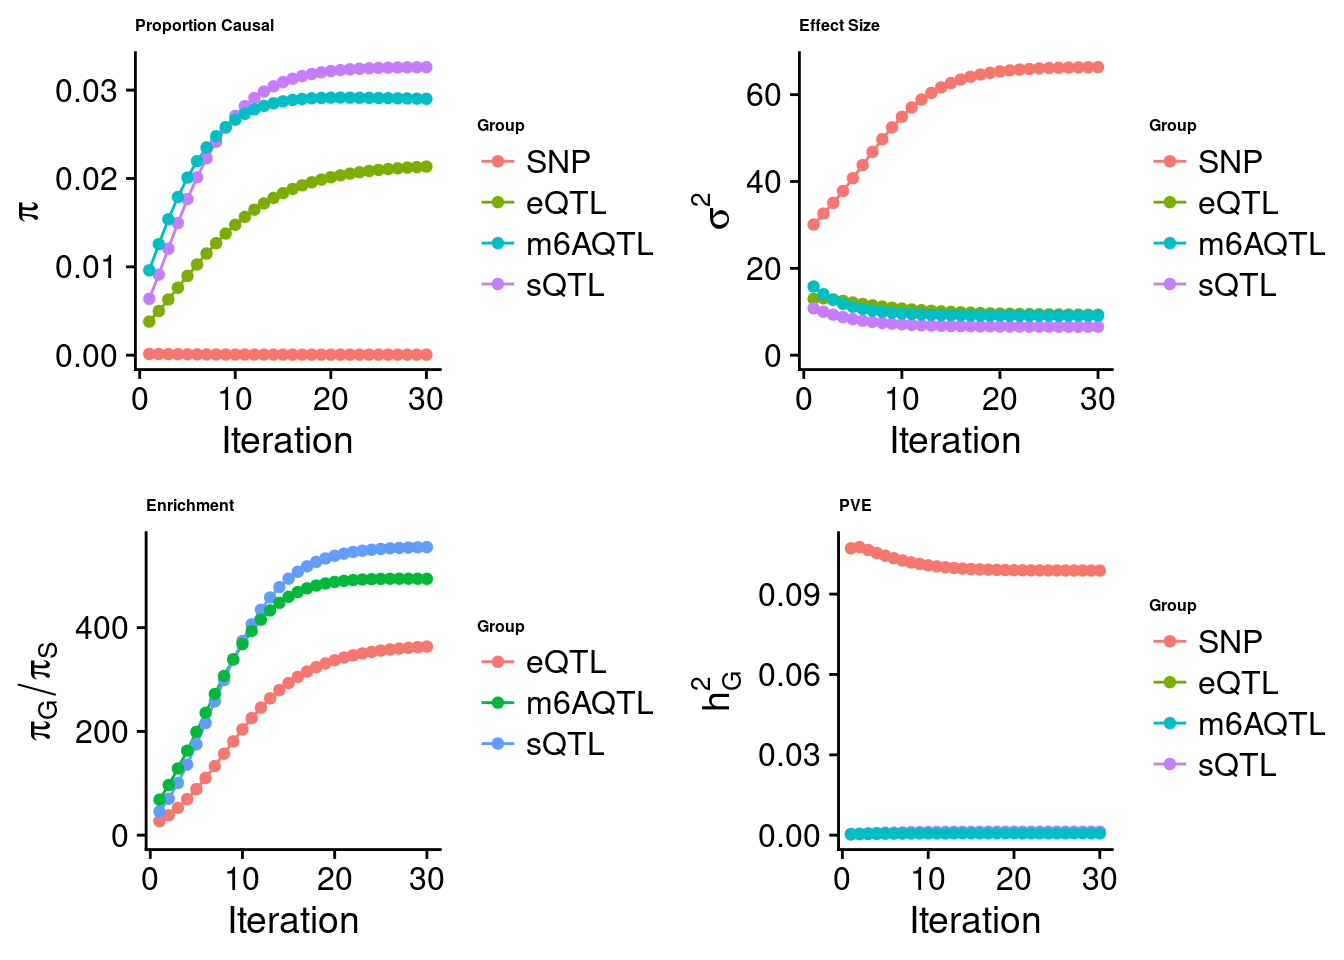 Proportion Causal
π
0.03
0.02
0.01
0.00
0 10 20 30
Iteration
Group
SNP
eQTL
m6AQTL
sQTL
Effect Size
σ²
60
40
20
0
0 10 20 30
Iteration
Group
SNP
eQTL
m6AQTL
sQTL
Enrichment
π_G/π_S
400
200
0
0 10 20 30
Iteration
Group
eQTL
m6AQTL
sQTL
PVE
h²_G
0.09
0.06
0.03
0.00
0 10 20 30
Iteration
Group
SNP
eQTL
m6AQTL
sQTL